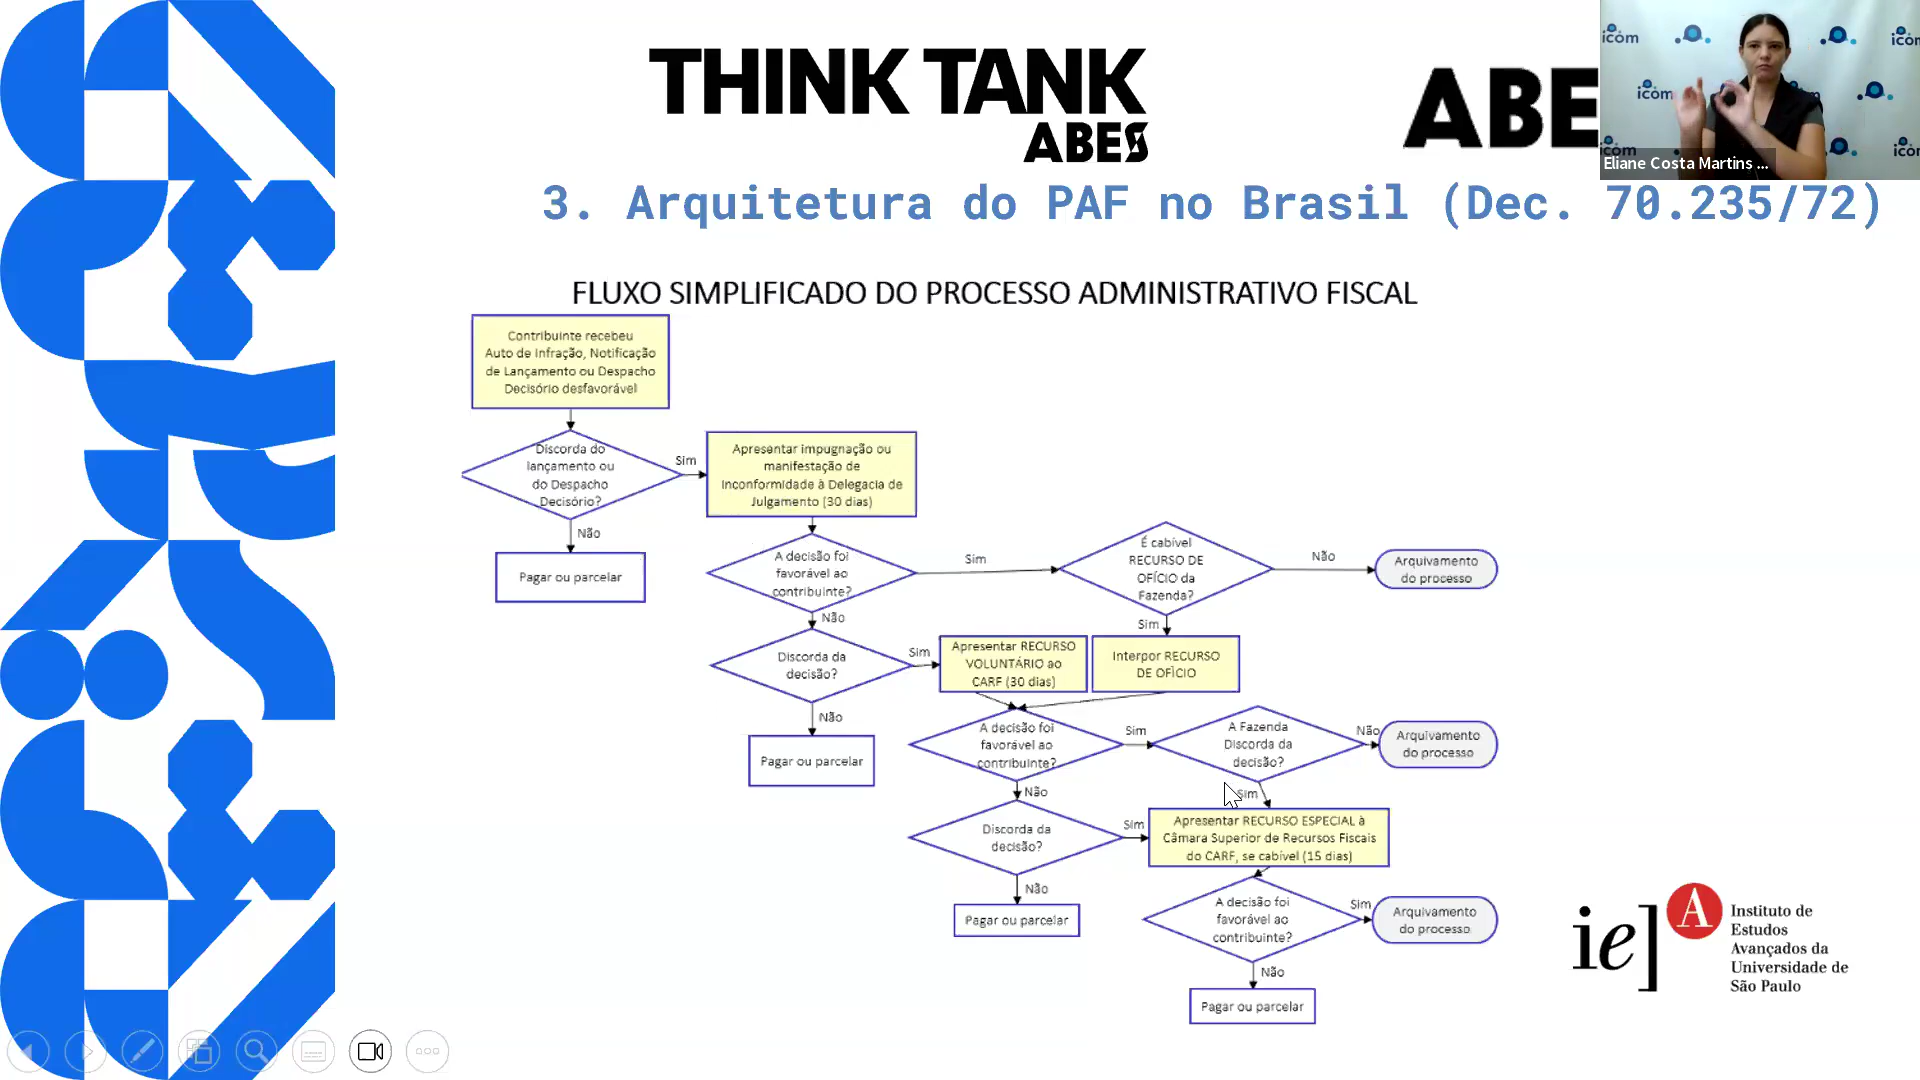 THINK TANK
ABES
ABE
icom
icom
icom
icom
icom
Eliane Costa Martins ...
3. Arquitetura do PAF no Brasil (Dec. 70.235/72)
FLUXO SIMPLIFICADO DO PROCESSO ADMINISTRATIVO FISCAL
Contribuinte recebeu
Auto de Infração, Notificação
de Lançamento ou Despacho
Decisório desfavorável
Discorda do
lançamento ou
do Despacho
Decisório?
Sim
Apresentar impugnação ou
manifestação de
Inconformidade à Delegacia de
Julgamento (30 dias)
Não
Pagar ou parcelar
A decisão foi
favorável ao
contribuinte?
Sim
É cabível
RECURSO DE
OFÍCIO da
Fazenda?
Não
Arquivamento
do processo
Não
Sim
Discorda da
decisão?
Sim
Apresentar RECURSO
VOLUNTÁRIO ao
CARF (30 dias)
Interpor RECURSO
DE OFÌCIO
Não
Pagar ou parcelar
A decisão foi
favorável ao
contribuinte?
Sim
A Fazenda
Discorda da
decisão?
Não
Arquivamento
do processo
Não
Sim
Discorda da
decisão?
Sim
Apresentar RECURSO ESPECIAL à
Câmara Superior de Recursos Fiscais
do CARF, se cabível (15 dias)
Não
Pagar ou parcelar
A decisão foi
favorável ao
contribuinte?
Sim
Arquivamento
do processo
Não
Pagar ou parcelar
ie] A
Instituto de
Estudos
Avançados da
Universidade de
São Paulo